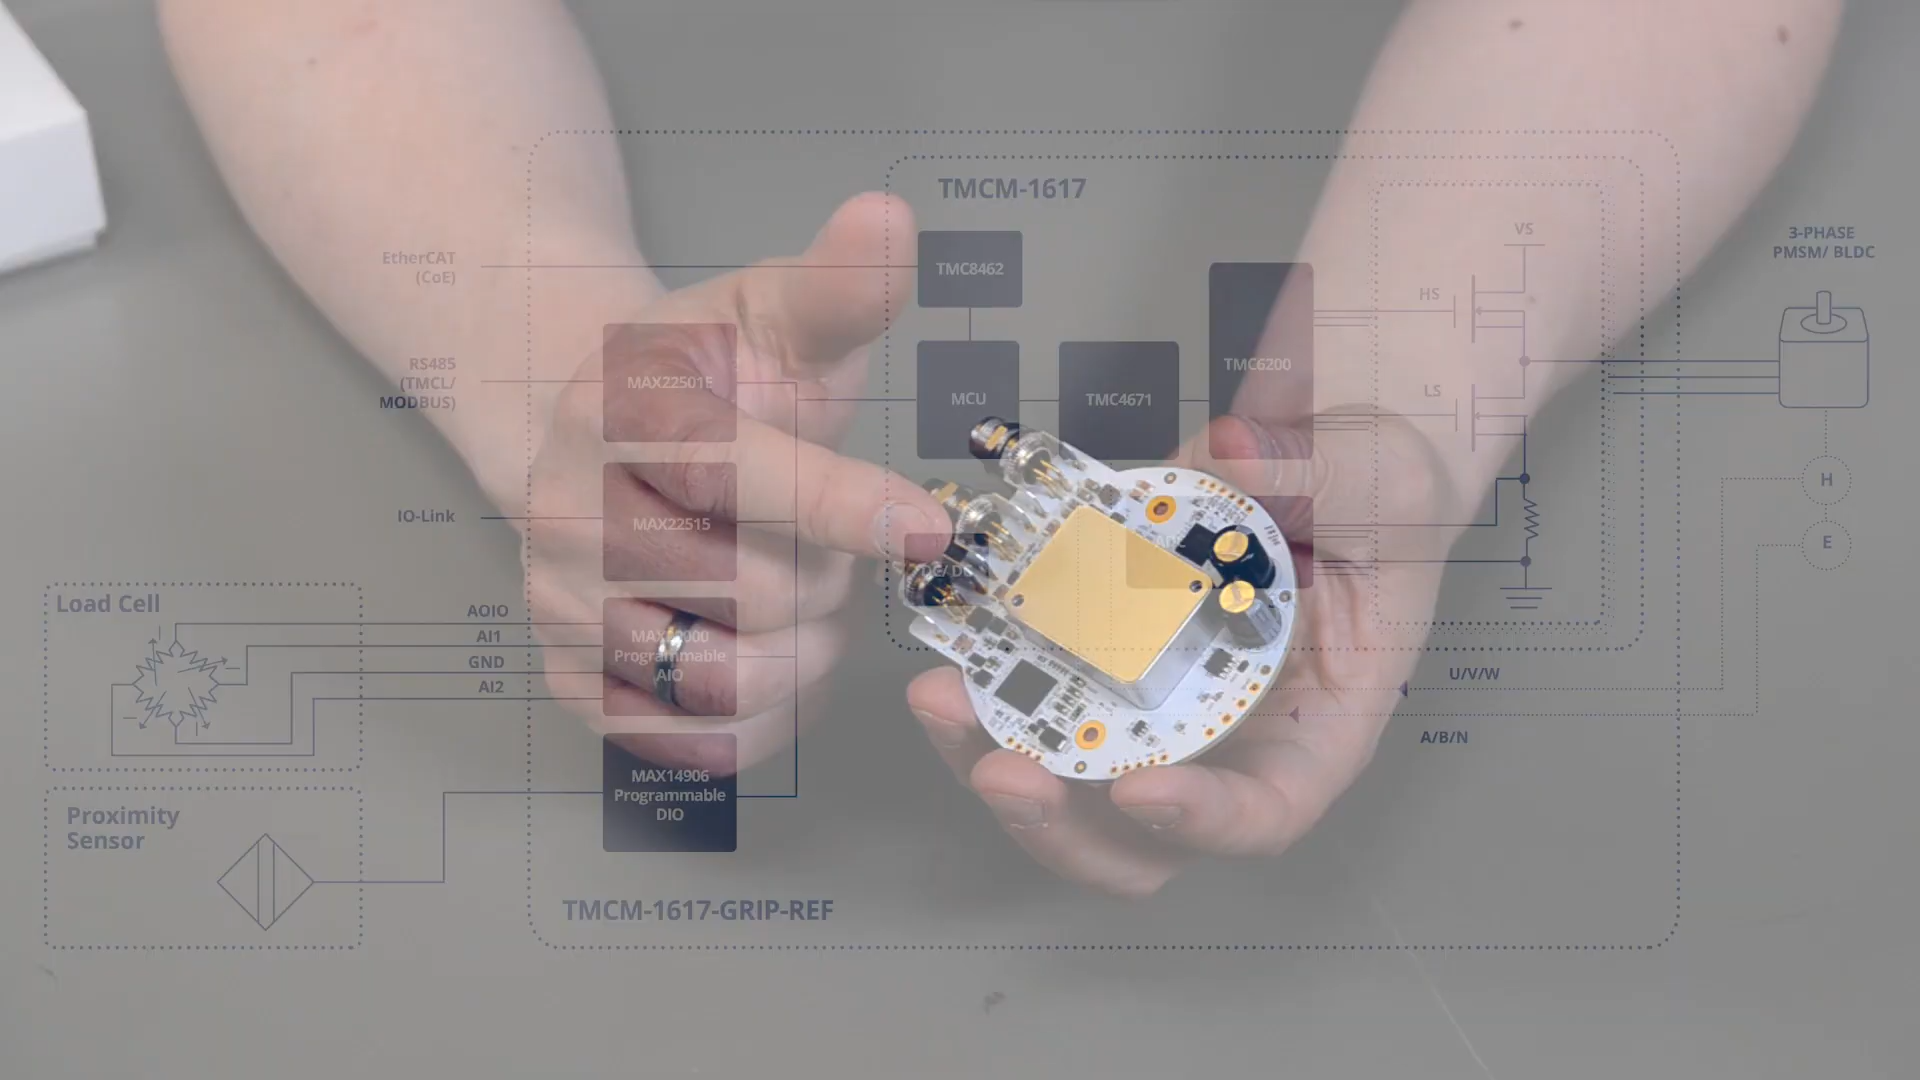 TMCM-1617
VS
3-PHASE
PMSM/ BLDC
EtherCAT
(CoE)
TMC8462
HS
RS485
(TMCL/
MODBUS)
MAX22501E
MCU
TMC4671
TMC6200
LS
H
IO-Link
MAX22515
E
DC/ DC
Load Cell
AOIO
AI1
GND
AI2
Programmable
AIO
U/V/W
A/B/N
Proximity
Sensor
MAX14906
Programmable
DIO
TMCM-1617-GRIP-REF